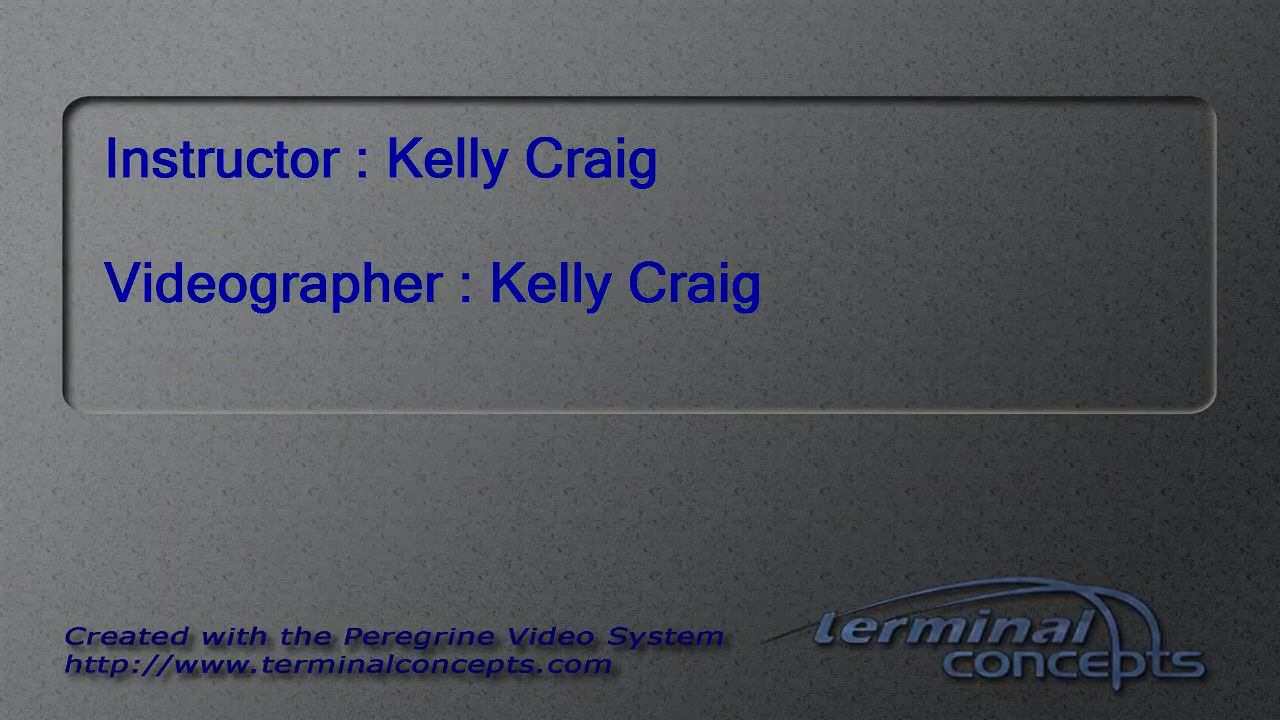 Instructor : Kelly Craig
Videographer : Kelly Craig
Created with the Peregrine Video System
http://www.terminalconcepts.com
terminal
concepts